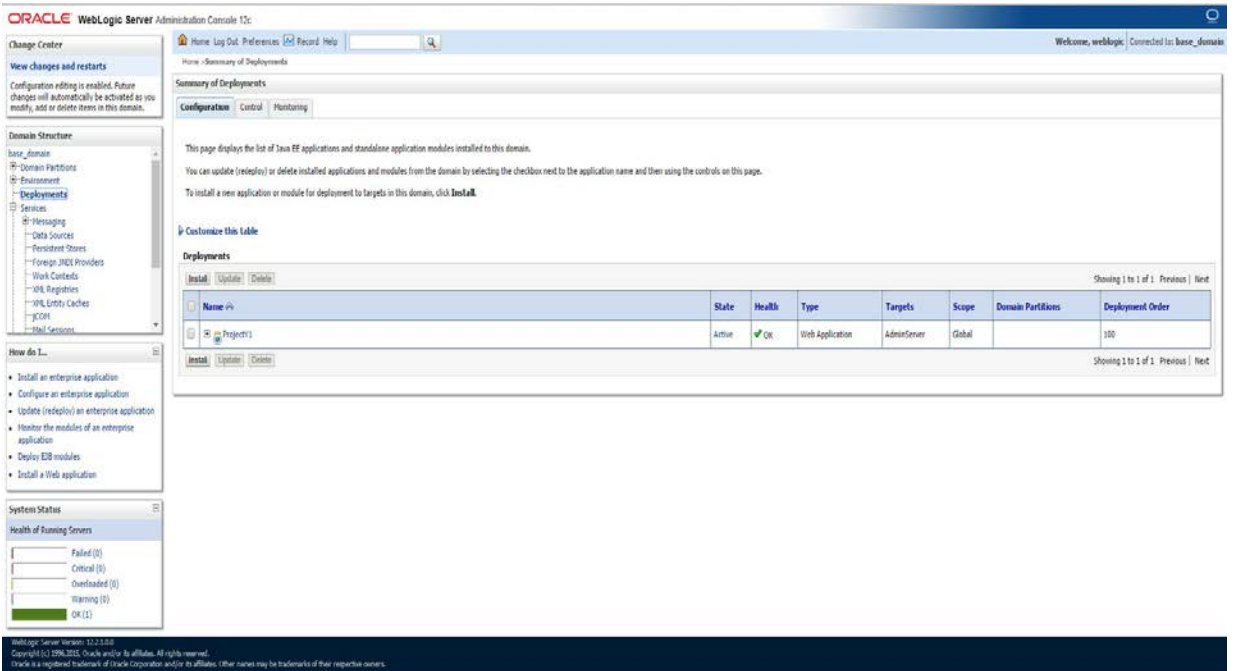 ORACLE WebLogic Server Administration Console 12c
Change Center
View changes and restarts
Configuration editing is enabled. Future
changes will automatically be activated as you
modify, add or delete items in this domain.
Domain Structure
base_domain
Domain Partitions
Environment
Deployments
Services
Messaging
Data Sources
Persistent Stores
Foreign JNDI Providers
Work Contexts
XML Registries
XML Entity Caches
jCOM
Mail Sessions
How do I...
Install an enterprise application
Configure an enterprise application
Update (redeploy) an enterprise application
Monitor the modules of an enterprise
application
Deploy EJB modules
Install a Web application
System Status
Health of Running Servers
Failed (0)
Critical (0)
Overloaded (0)
Warning (0)
OK (1)
Home Log Out Preferences Record Help
Welcome, weblogic Connected to: base_domain
Home >Summary of Deployments
Summary of Deployments
Configuration Control Monitoring
This page displays the list of Java EE applications and standalone application modules installed to this domain.
You can update (redeploy) or delete installed applications and modules from the domain by selecting the checkbox next to the application name and then using the controls on this page.
To install a new application or module for deployment to targets in this domain, click Install.
Customize this table
Deployments
Install Update Delete Showing 1 to 1 of 1 Previous | Next
Name State Health Type Targets Scope Domain Partitions Deployment Order
Active OK Web Application AdminServer Global 100
Install Update Delete Showing 1 to 1 of 1 Previous | Next
WebLogic Server Version: 12.2.1.0.0
Copyright (c) 1996,2015, Oracle and/or its affiliates. All rights reserved.
Oracle is a registered trademark of Oracle Corporation and/or its affiliates. Other names may be trademarks of their respective owners.